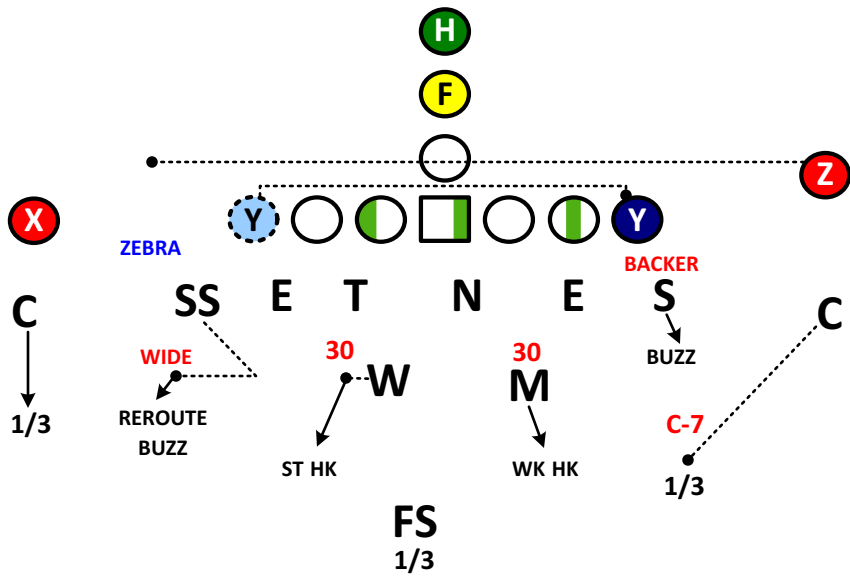 H
F
Z
X
Y
Y
ZEBRA
BACKER
C
SS
E
T
N
E
S
C
WIDE
30
30
BUZZ
W
M
1/3
REROUTE
BUZZ
C-7
ST HK
WK HK
1/3
FS
1/3